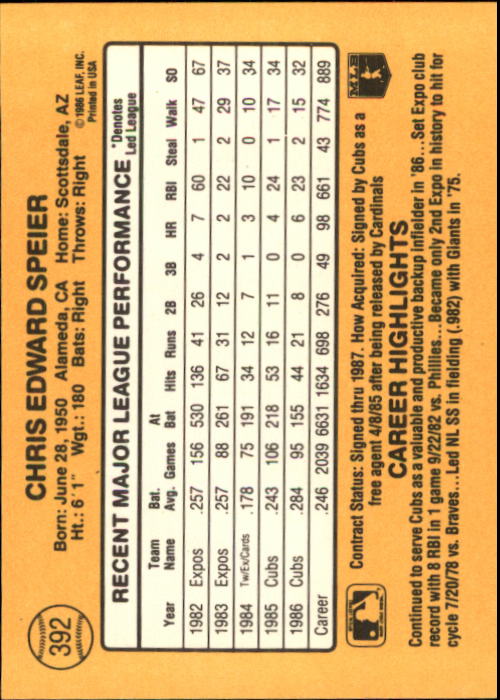 392
CHRIS EDWARD SPEIER
Born: June 28, 1950 Alameda, CA Home: Scottsdale, AZ
Ht.: 6'1" Wgt.: 180 Bats: Right Throws: Right
©1986 LEAF, INC.
Printed in USA
RECENT MAJOR LEAGUE PERFORMANCE
*Denotes
Led League
Year Team Name Bat. Avg. Games At Bat Hits Runs 2B 3B HR RBI Steal Walk SO
1982 Expos .257 156 530 136 41 26 4 7 60 1 47 67
1983 Expos .257 88 261 67 31 12 2 2 22 2 29 37
1984 Tw/Ex/Cards .178 75 191 34 12 7 1 3 10 0 10 34
1985 Cubs .243 106 218 53 16 11 0 4 24 1 17 34
1986 Cubs .284 95 155 44 21 8 0 6 23 2 15 32
Career .246 2039 6631 1634 698 276 49 98 661 43 774 889
Contract Status: Signed thru 1987. How Acquired: Signed by Cubs as a
free agent 4/8/85 after being released by Cardinals
MLB
CAREER HIGHLIGHTS
Continued to serve Cubs as a valuable and productive backup infielder in '86...Set Expo club
record with 8 RBI in 1 game 9/22/82 vs. Phillies...Became only 2nd Expo in history to hit for
cycle 7/20/78 vs. Braves...Led NL SS in fielding (.982) with Giants in '75.